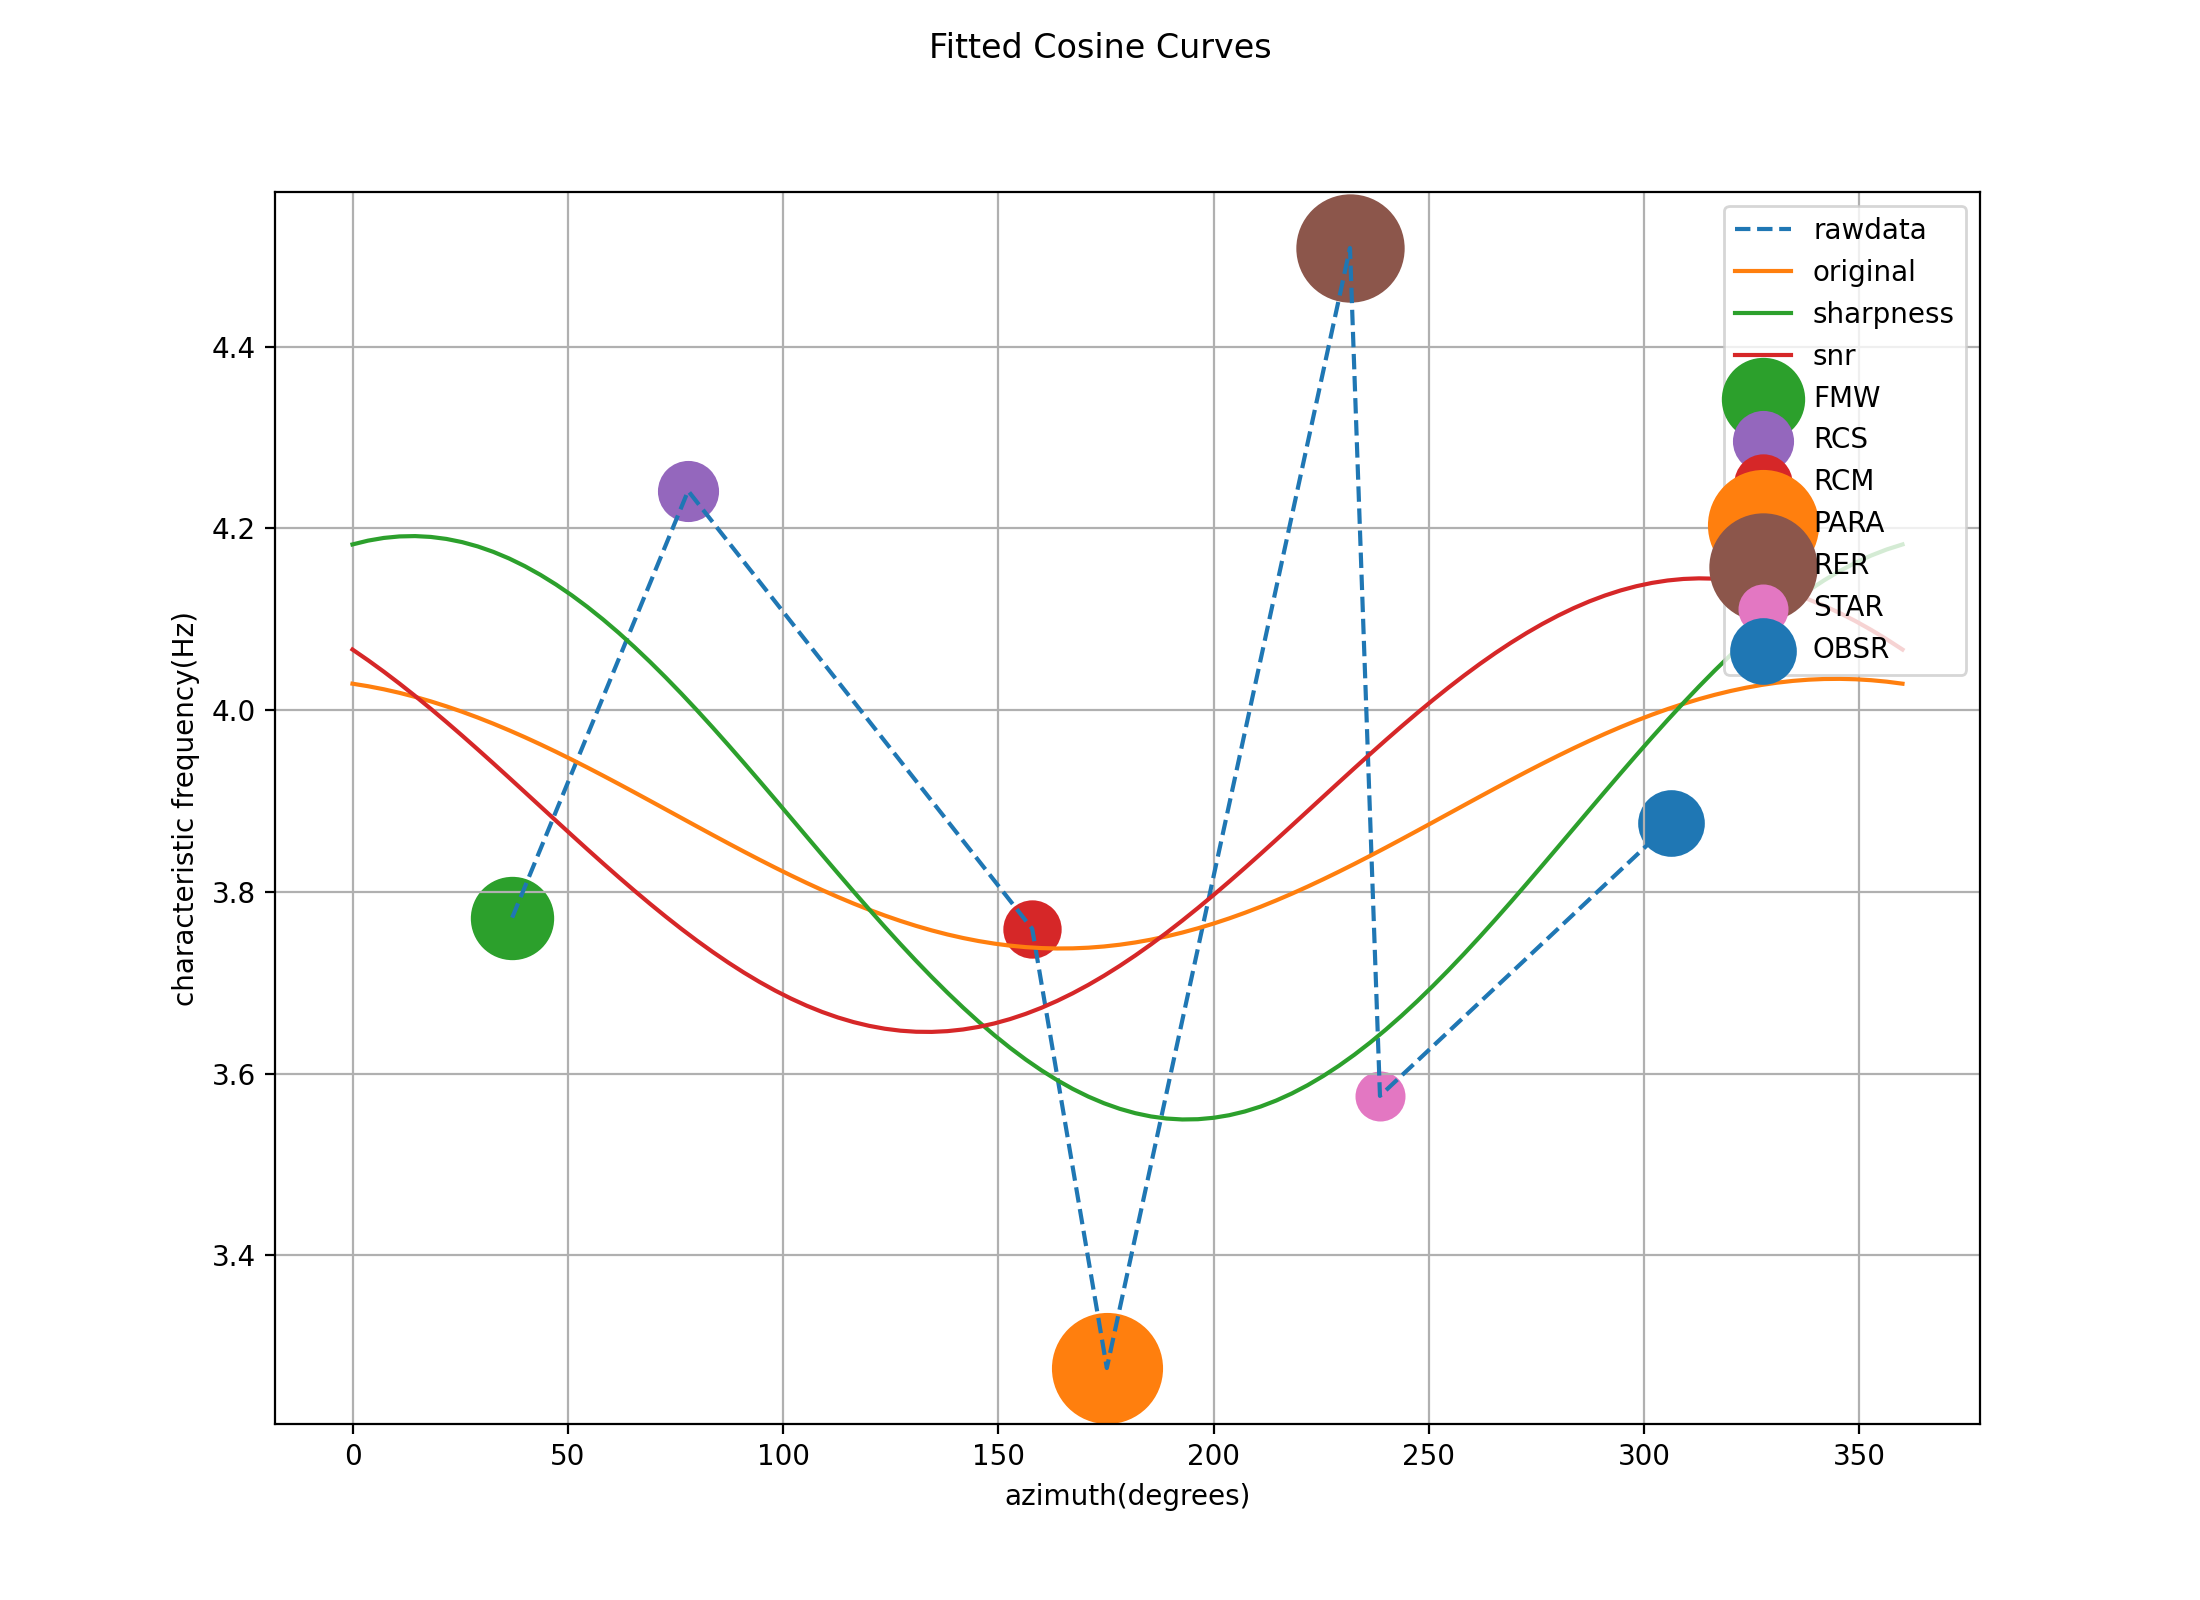 Fitted Cosine Curves
rawdata
original
sharpness
snr
FMW
RCS
RCM
PARA
RER
STAR
OBSR
characteristic frequency(Hz)
4.4
4.2
4.0
3.8
3.6
3.4
0 50 100 150 200 250 300 350
azimuth(degrees)